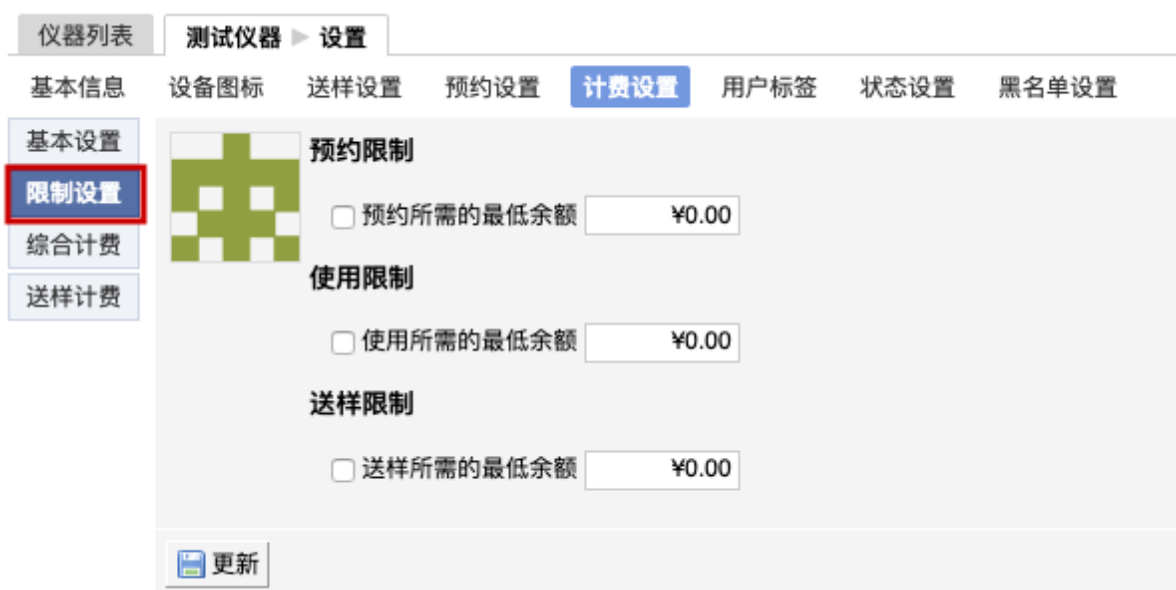 仪器列表 测试仪器 ▶ 设置
基本信息 设备图标 送样设置 预约设置 计费设置 用户标签 状态设置 黑名单设置
基本设置
限制设置
综合计费
送样计费
预约限制
预约所需的最低余额 ¥0.00
使用限制
使用所需的最低余额 ¥0.00
送样限制
送样所需的最低余额 ¥0.00
更新